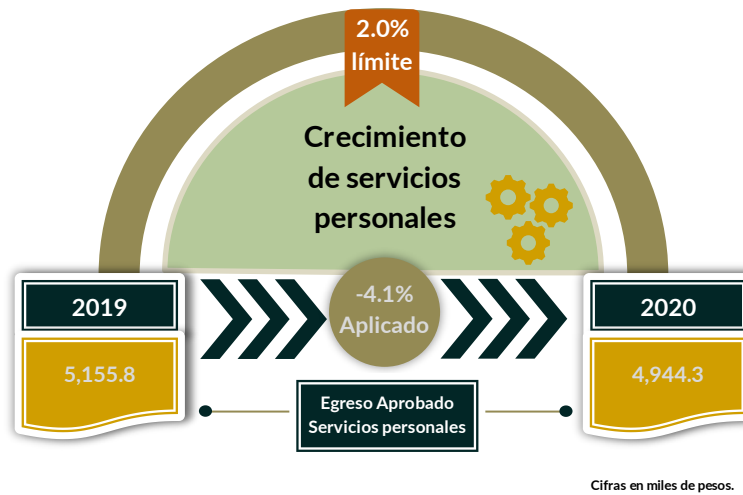 2.0%
límite
Crecimiento
de servicios
personales
2019
5,155.8
-4.1%
Aplicado
2020
4,944.3
Egreso Aprobado
Servicios personales
Cifras en miles de pesos.